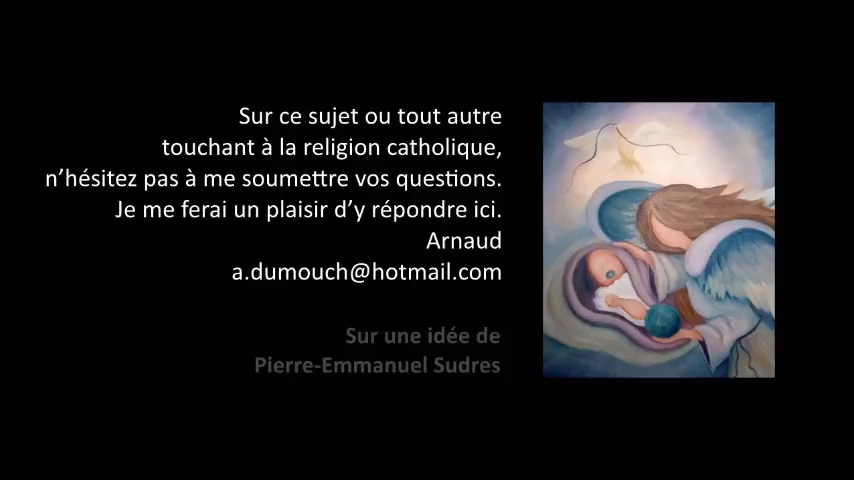 Sur ce sujet ou tout autre
touchant à la religion catholique,
n’hésitez pas à me soumettre vos questions.
Je me ferai un plaisir d’y répondre ici.
Arnaud
a.dumouch@hotmail.com
Sur une idée de
Pierre-Emmanuel Sudres